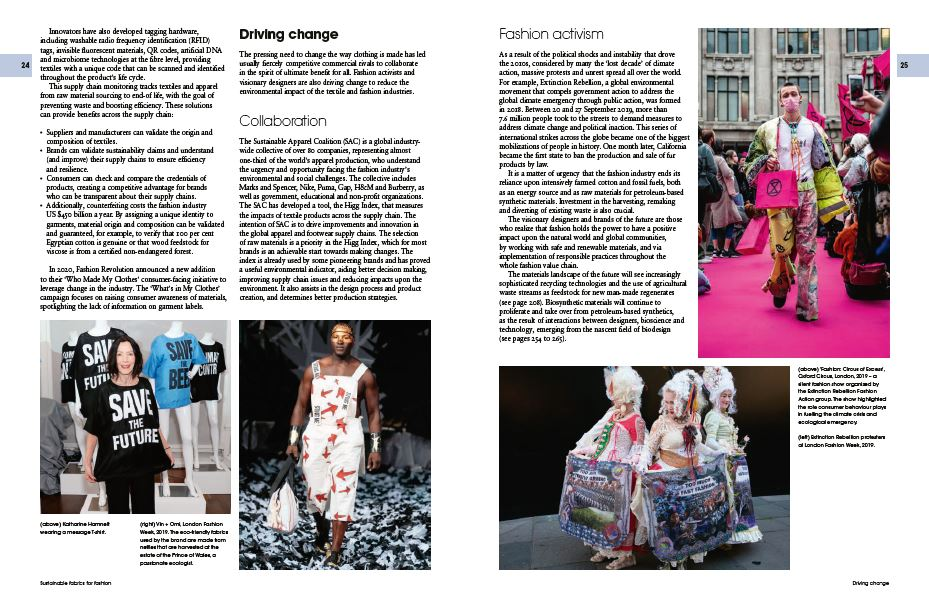 24
Innovators have also developed tagging hardware,
including washable radio frequency identification (RFID)
tags, invisible fluorescent materials, QR codes, artificial DNA
and microbiome technologies at the fibre level, providing
textiles with a unique code that can be scanned and identified
throughout the product's life cycle.
This supply chain monitoring tracks textiles and apparel
from raw material sourcing to end-of-life, with the goal of
preventing waste and boosting efficiency. These solutions
can provide benefits across the supply chain:
• Suppliers and manufacturers can validate the origin and
composition of textiles.
• Brands can validate sustainability claims and understand
(and improve) their supply chains to ensure efficiency
and resilience.
• Consumers can check and compare the credentials of
products, creating a competitive advantage for brands
who can be transparent about their supply chains.
• Additionally, counterfeiting costs the fashion industry
US $450 billion a year. By assigning a unique identity to
garments, material origin and composition can be validated
and guaranteed, for example, to verify that 100 per cent
Egyptian cotton is genuine or that wood feedstock for
viscose is from a certified non-endangered forest.
In 2020, Fashion Revolution announced a new addition
to their 'Who Made My Clothes' consumer-facing initiative to
leverage change in the industry. The 'What's in My Clothes'
campaign focuses on raising consumer awareness of materials,
spotlighting the lack of information on garment labels.
SAVE
THE
FUTURE
SAVE
THE
(above) Katharine Hamnett
wearing a message T-shirt.
(right) Vin + Omi, London Fashion
Week, 2019. The eco-friendly fabrics
used by the brand are made from
nettles that are harvested at the
estate of the Prince of Wales, a
passionate ecologist.
Sustainable fabrics for fashion
Driving change
The pressing need to change the way clothing is made has led
usually fiercely competitive commercial rivals to collaborate
in the spirit of ultimate benefit for all. Fashion activists and
visionary designers are also driving change to reduce the
environmental impact of the textile and fashion industries.
Collaboration
The Sustainable Apparel Coalition (SAC) is a global industry-
wide collective of over 80 companies, representing almost
one-third of the world's apparel production, who understand
the urgency and opportunity facing the fashion industry's
environmental and social challenges. The collective includes
Marks and Spencer, Nike, Puma, Gap, H&M and Burberry, as
well as government, educational and non-profit organizations.
The SAC has developed a tool, the Higg Index, that measures
the impacts of textile products across the supply chain. The
intention of SAC is to drive improvements and innovation in
the global apparel and footwear supply chains. The selection
of raw materials is a priority in the Higg Index, which for most
brands is an achievable start towards making changes. The
index is already used by some pioneering brands and has proved
a useful environmental indicator, aiding better decision making,
improving supply chain issues and reducing impacts upon the
environment. It also assists in the design process and product
creation, and determines better production strategies.
Fashion activism
As a result of the political shocks and instability that drove
the 2010s, considered by many the 'lost decade' of climate
action, massive protests and unrest spread all over the world.
For example, Extinction Rebellion, a global environmental
movement that compels government action to address the
global climate emergency through public action, was formed
in 2018. Between 20 and 27 September 2019, more than
7.6 million people took to the streets to demand measures to
address climate change and political inaction. This series of
international strikes across the globe became one of the biggest
mobilizations of people in history. One month later, California
became the first state to ban the production and sale of fur
products by law.
It is a matter of urgency that the fashion industry ends its
reliance upon intensively farmed cotton and fossil fuels, both
as an energy source and as raw materials for petroleum-based
synthetic materials. Investment in the harvesting, remaking
and diverting of existing waste is also crucial.
The visionary designers and brands of the future are those
who realize that fashion holds the power to have a positive
impact upon the natural world and global communities,
by working with safe and renewable materials, and via
implementation of responsible practices throughout the
whole fashion value chain.
The materials landscape of the future will see increasingly
sophisticated recycling technologies and the use of agricultural
waste streams as feedstock for new man-made regenerates
(see page 208). Biosynthetic materials will continue to
proliferate and take over from petroleum-based synthetics,
as the result of interactions between designers, bioscience and
technology, emerging from the nascent field of biodesign
(see pages 254 to 265).
TOO MUCH
FAST FASHION
25
(above) 'Fashion: Circus of Excess',
Oxford Circus, London, 2019 – a
silent fashion show organised by
the Extinction Rebellion Fashion
Action group. The show highlighted
the role consumer behaviour plays
in fuelling the climate crisis and
ecological emergency.
(left) Extinction Rebellion protesters
at London Fashion Week, 2019.
Driving change